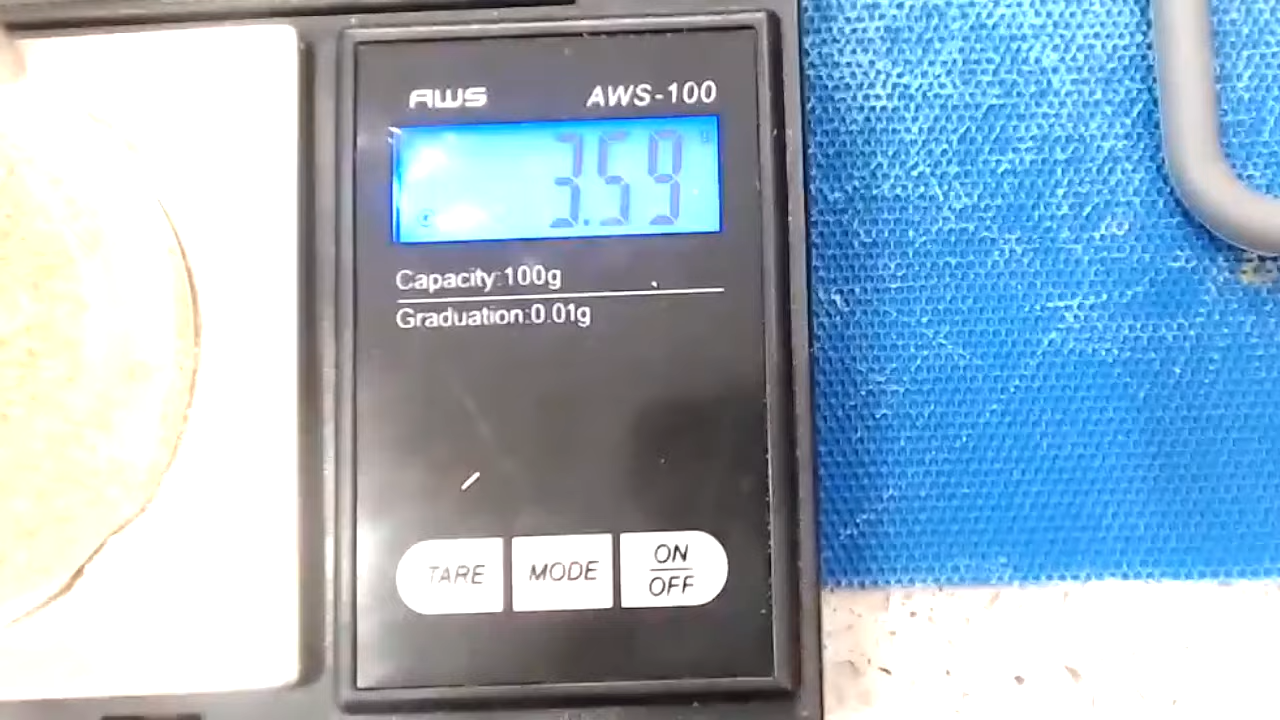 AWS
AWS-100
3.59
Capacity:100g
Graduation:0.01g
TARE
MODE
ON
OFF